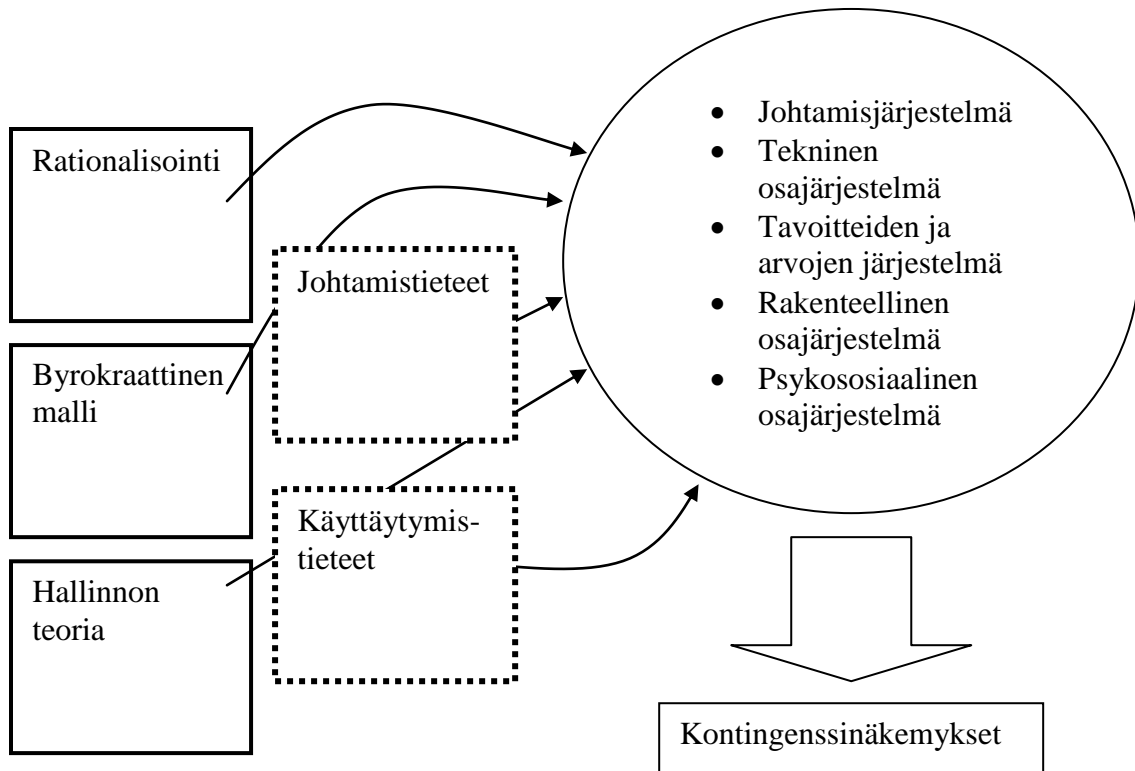 Rationalisointi
Byrokraattinen
malli
Hallinnon
teoria
Johtamistieteet
Käyttäytymis-
tieteet
• Johtamisjärjestelmä
• Tekninen
osajärjestelmä
• Tavoitteiden ja
arvojen järjestelmä
• Rakenteellinen
osajärjestelmä
• Psykososiaalinen
osajärjestelmä
Kontingenssinäkemykset